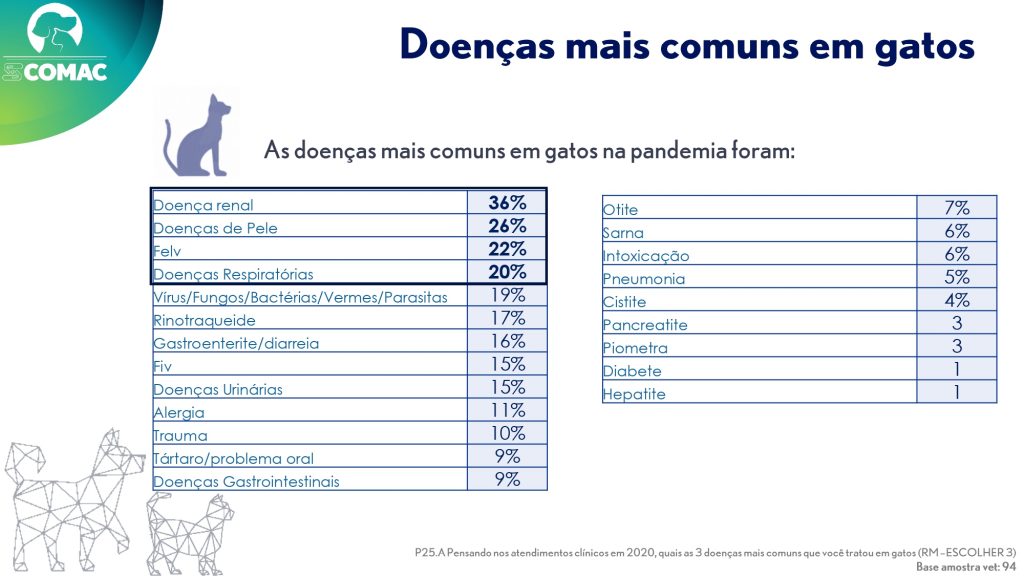 COMAC
Doenças mais comuns em gatos
As doenças mais comuns em gatos na pandemia foram:
Doença renal 36%
Doenças de Pele 26%
Felv 22%
Doenças Respiratórias 20%
Vírus/Fungos/Bactérias/Vermes/Parasitas 19%
Rinotraqueide 17%
Gastroenterite/diarreia 16%
Fiv 15%
Doenças Urinárias 15%
Alergia 11%
Trauma 10%
Tártaro/problema oral 9%
Doenças Gastrointestinais 9%
Otite 7%
Sarna 6%
Intoxicação 6%
Pneumonia 5%
Cistite 4%
Pancreatite 3
Piometra 3
Diabete 1
Hepatite 1
P25.A Pensando nos atendimentos clínicos em 2020, quais as 3 doenças mais comuns que você tratou em gatos (RM –ESCOLHER 3)
Base amostra vet: 94